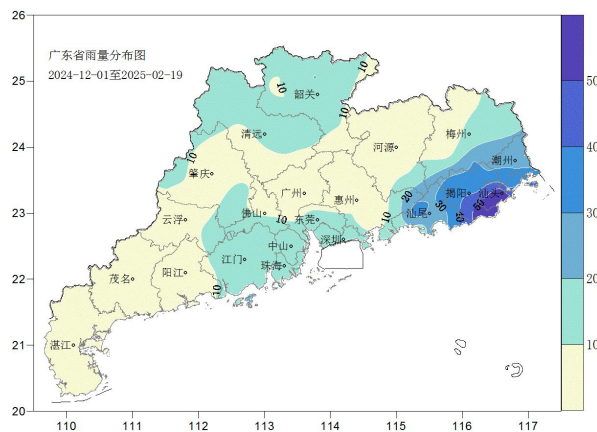 26
广东省雨量分布图
2024-12-01至2025-02-19
10
10
韶关
25
50
10
清远
梅州
河源
24
40
10
潮州
肇庆
广州
惠州
20
揭阳
汕头
30
50
40
佛山
10
东莞
10
汕尾
23
30
云浮
深圳
中山
江门
珠海
茂名
阳江
22
20
10
湛江
21
10
20
110
111
112
113
114
115
116
117